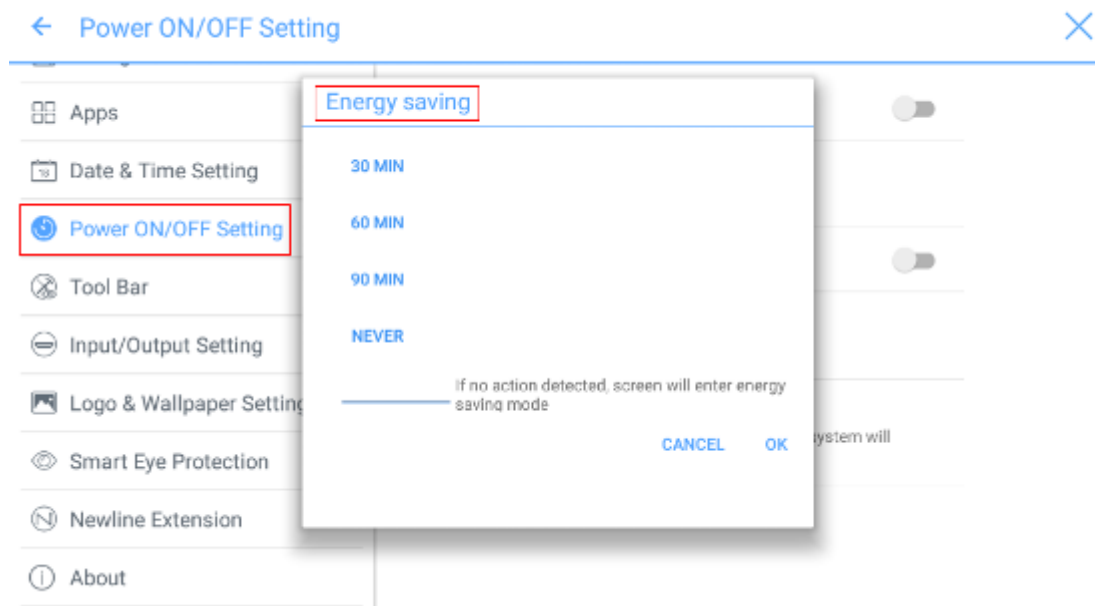 Power ON/OFF Setting
Apps
Date & Time Setting
Power ON/OFF Setting
Tool Bar
Input/Output Setting
Logo & Wallpaper Setting
Smart Eye Protection
Newline Extension
About
Energy saving
30 MIN
60 MIN
90 MIN
NEVER
If no action detected, screen will enter energy
saving mode
CANCEL OK
system will